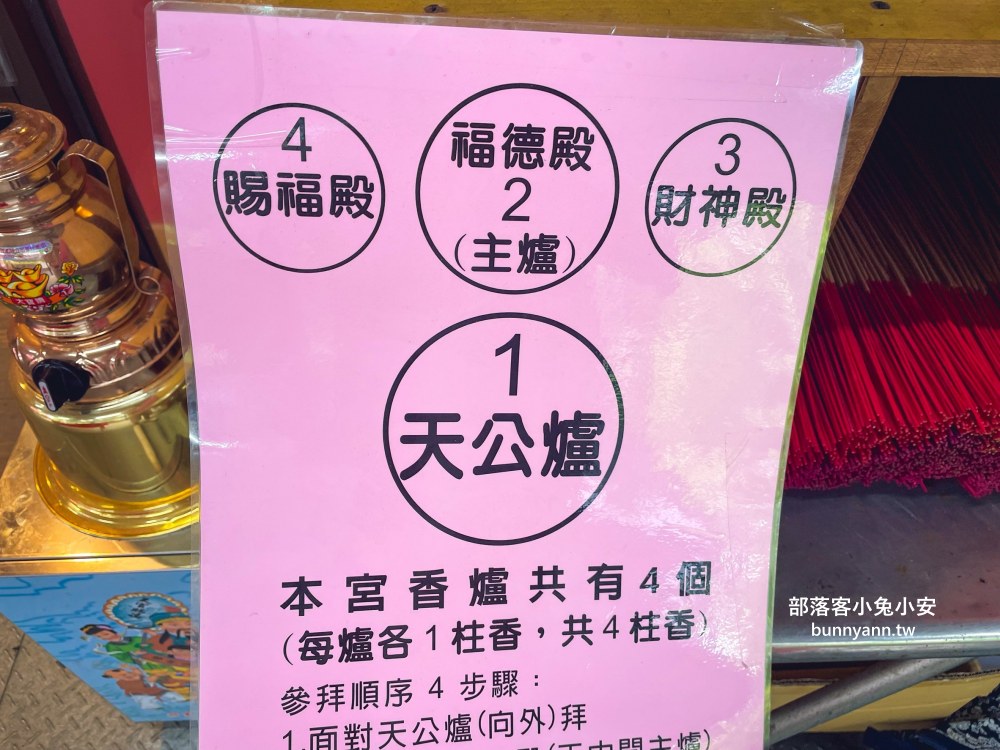 4
賜福殿
福德殿
2
(主爐)
3
財神殿
1
天公爐
本宮香爐共有4個
(每爐各1柱香，共4柱香)
參拜順序 4 步驟：
1.面對天公爐(向外)拜
主爐)
部落客小兔小安
bunnyann.tw